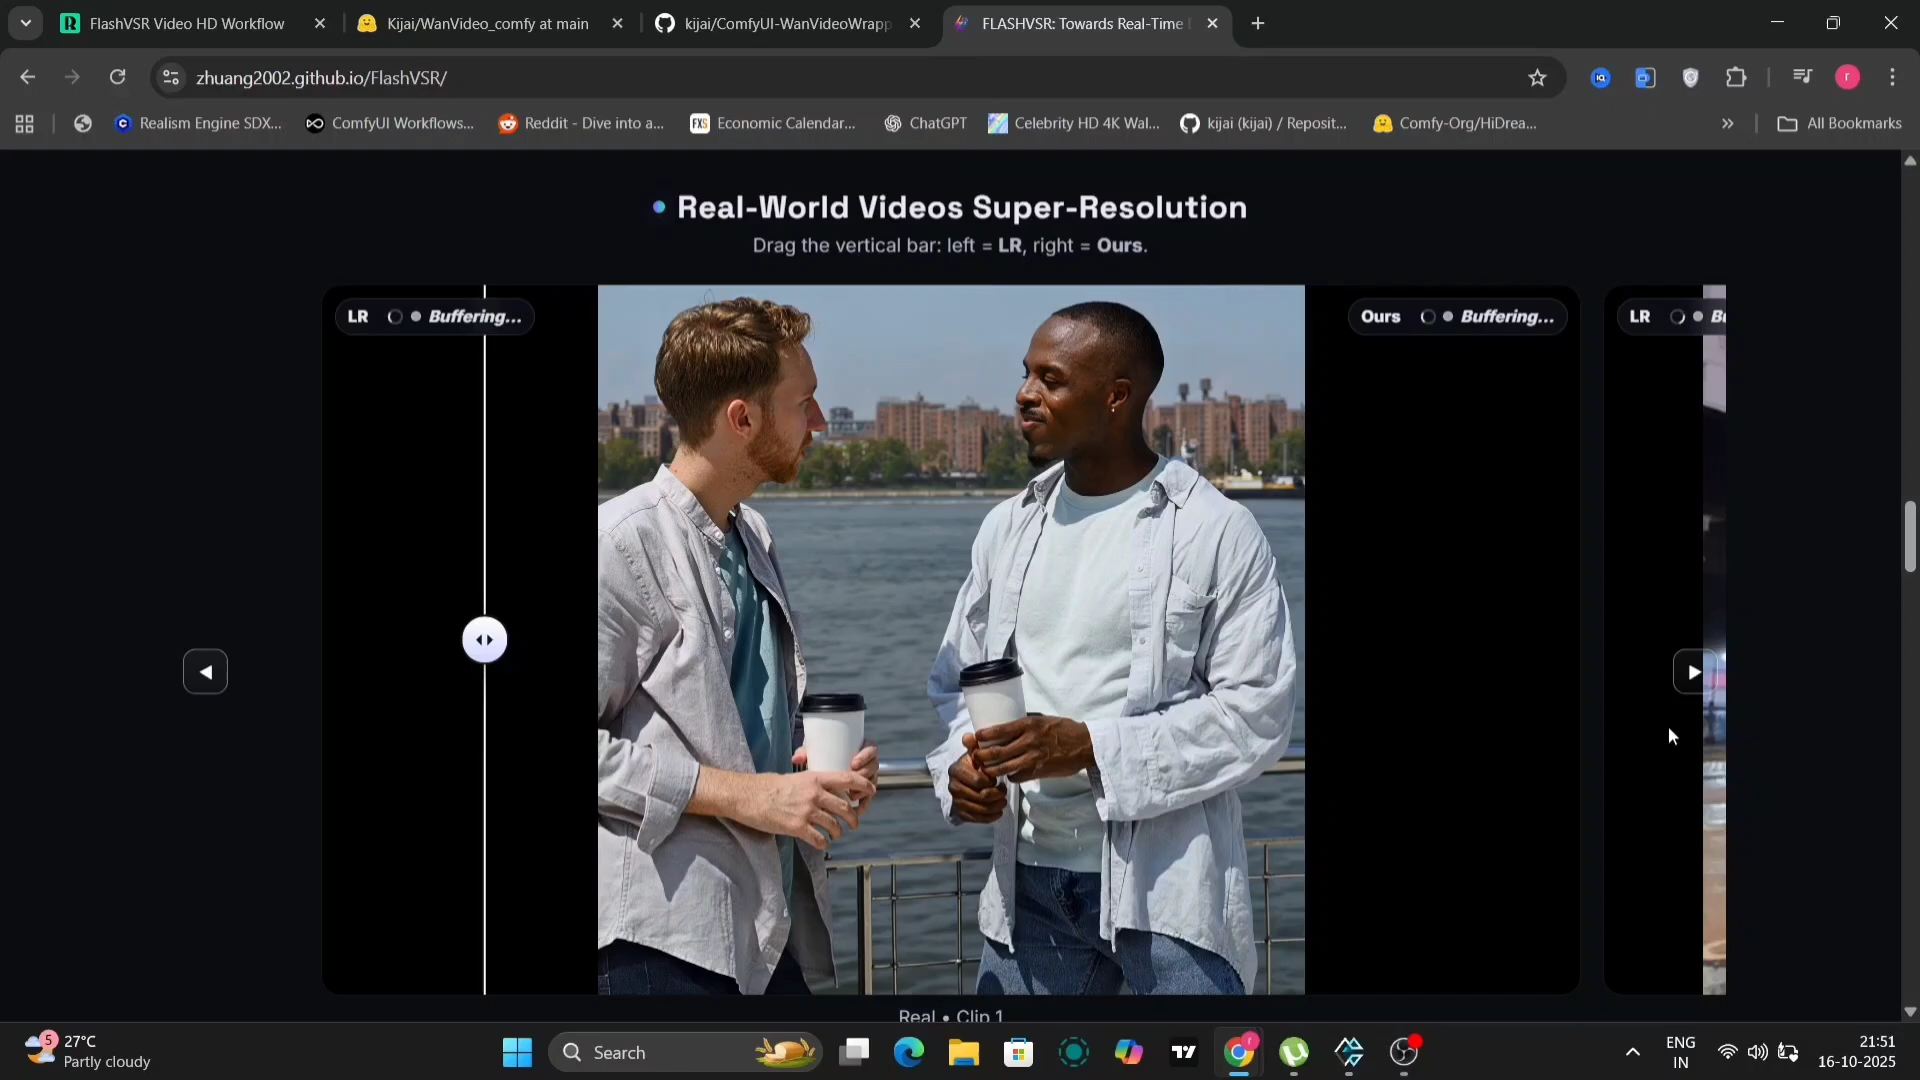 FlashVSR Video HD Workflow
Kijai/WanVideo_comfy at main
kijai/ComfyUI-WanVideoWrapp
FLASHVSR: Towards Real-Time
zhuang2002.github.io/FlashVSR/
r
Realism Engine SDX...
ComfyUI Workflows...
Reddit - Dive into a...
FXS
Economic Calendar...
ChatGPT
Celebrity HD 4K Wal...
kijai (kijai) / Reposit...
Comfy-Org/HiDrea...
All Bookmarks
Real-World Videos Super-Resolution
Drag the vertical bar: left = LR, right = Ours.
LR Buffering...
Ours Buffering...
LR Bu
Real • Clip 1
5
27°C
Partly cloudy
Search
ENG
IN
21:51
16-10-2025